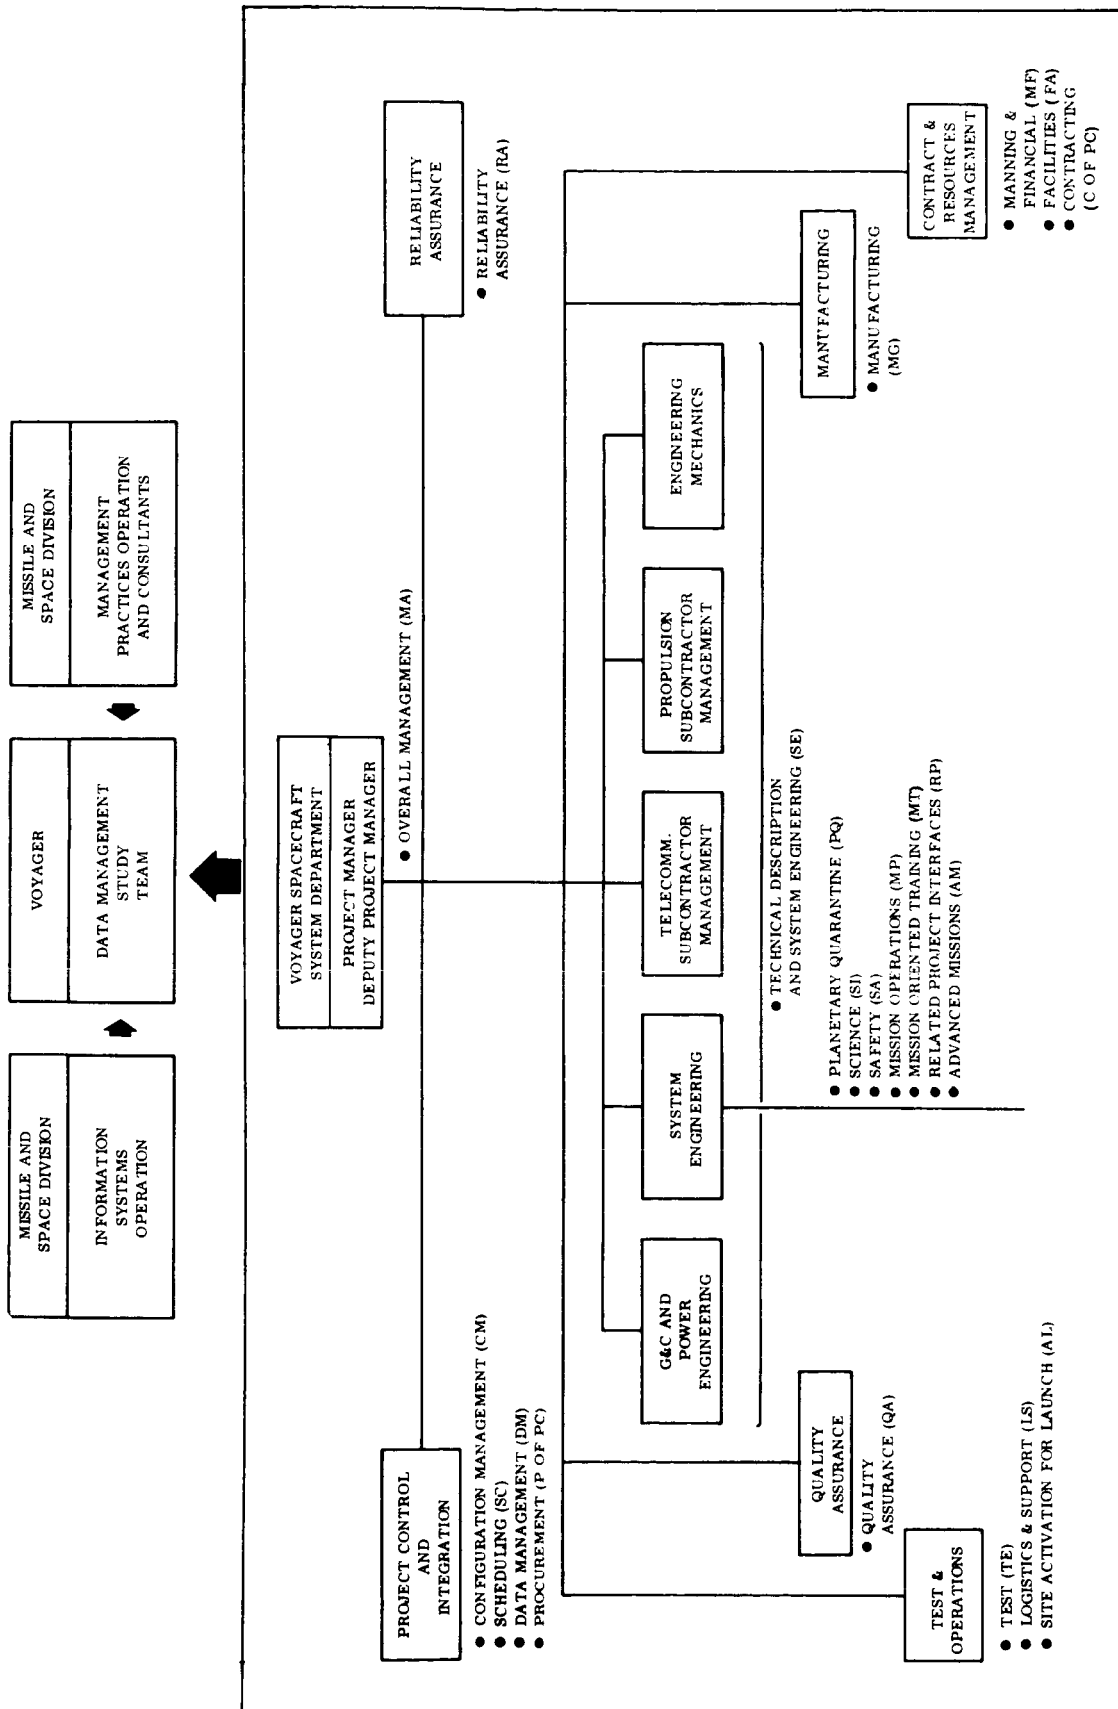 MISSILE AND
SPACE DIVISION
INFORMATION
SYSTEMS
OPERATION
VOYAGER
DATA MANAGEMENT
STUDY
TEAM
MISSILE AND
SPACE DIVISION
MANAGEMENT
PRACTICES OPERATION
AND CONSULTANTS
VOYAGER SPACECRAFT
SYSTEM DEPARTMENT
PROJECT MANAGER
DEPUTY PROJECT MANAGER
● OVERALL MANAGEMENT (MA)
PROJECT CONTROL
AND
INTEGRATION
● CONFIGURATION MANAGEMENT (CM)
● SCHEDULING (SC)
● DATA MANAGEMENT (DM)
● PROCUREMENT (P OF PC)
RELIABILITY
ASSURANCE
● RELIABILITY
ASSURANCE (RA)
G&C AND
POWER
ENGINEERING
SYSTEM
ENGINEERING
TELECOMM.
SUBCONTRACTOR
MANAGEMENT
PROPULSION
SUBCONTRACTOR
MANAGEMENT
ENGINEERING
MECHANICS
● TECHNICAL DESCRIPTION
AND SYSTEM ENGINEERING (SE)
● PLANETARY QUARANTINE (PQ)
● SCIENCE (SI)
● SAFETY (SA)
● MISSION OPERATIONS (MP)
● MISSION ORIENTED TRAINING (MT)
● RELATED PROJECT INTERFACES (RP)
● ADVANCED MISSIONS (AM)
QUALITY
ASSURANCE
● QUALITY
ASSURANCE (QA)
MANUFACTURING
● MANUFACTURING
(MG)
TEST &
OPERATIONS
● TEST (TE)
● LOGISTICS & SUPPORT (LS)
● SITE ACTIVATION FOR LAUNCH (AL)
CONTRACT &
RESOURCES
MANAGEMENT
● MANNING &
FINANCIAL (MF)
● FACILITIES (FA)
● CONTRACTING
(C OF PC)